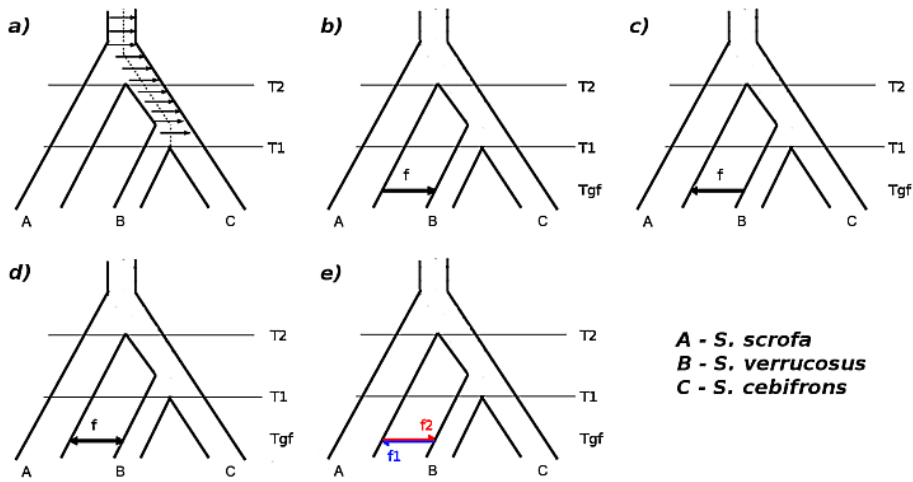 a)
T2
T1
A B C
b)
T2
f
T1
Tgf
A B C
c)
T2
f
T1
Tgf
A B C
d)
T2
f
T1
Tgf
A B C
e)
T2
f2
f1
T1
Tgf
A B C
A - S. scrofa
B - S. verrucosus
C - S. cebifrons